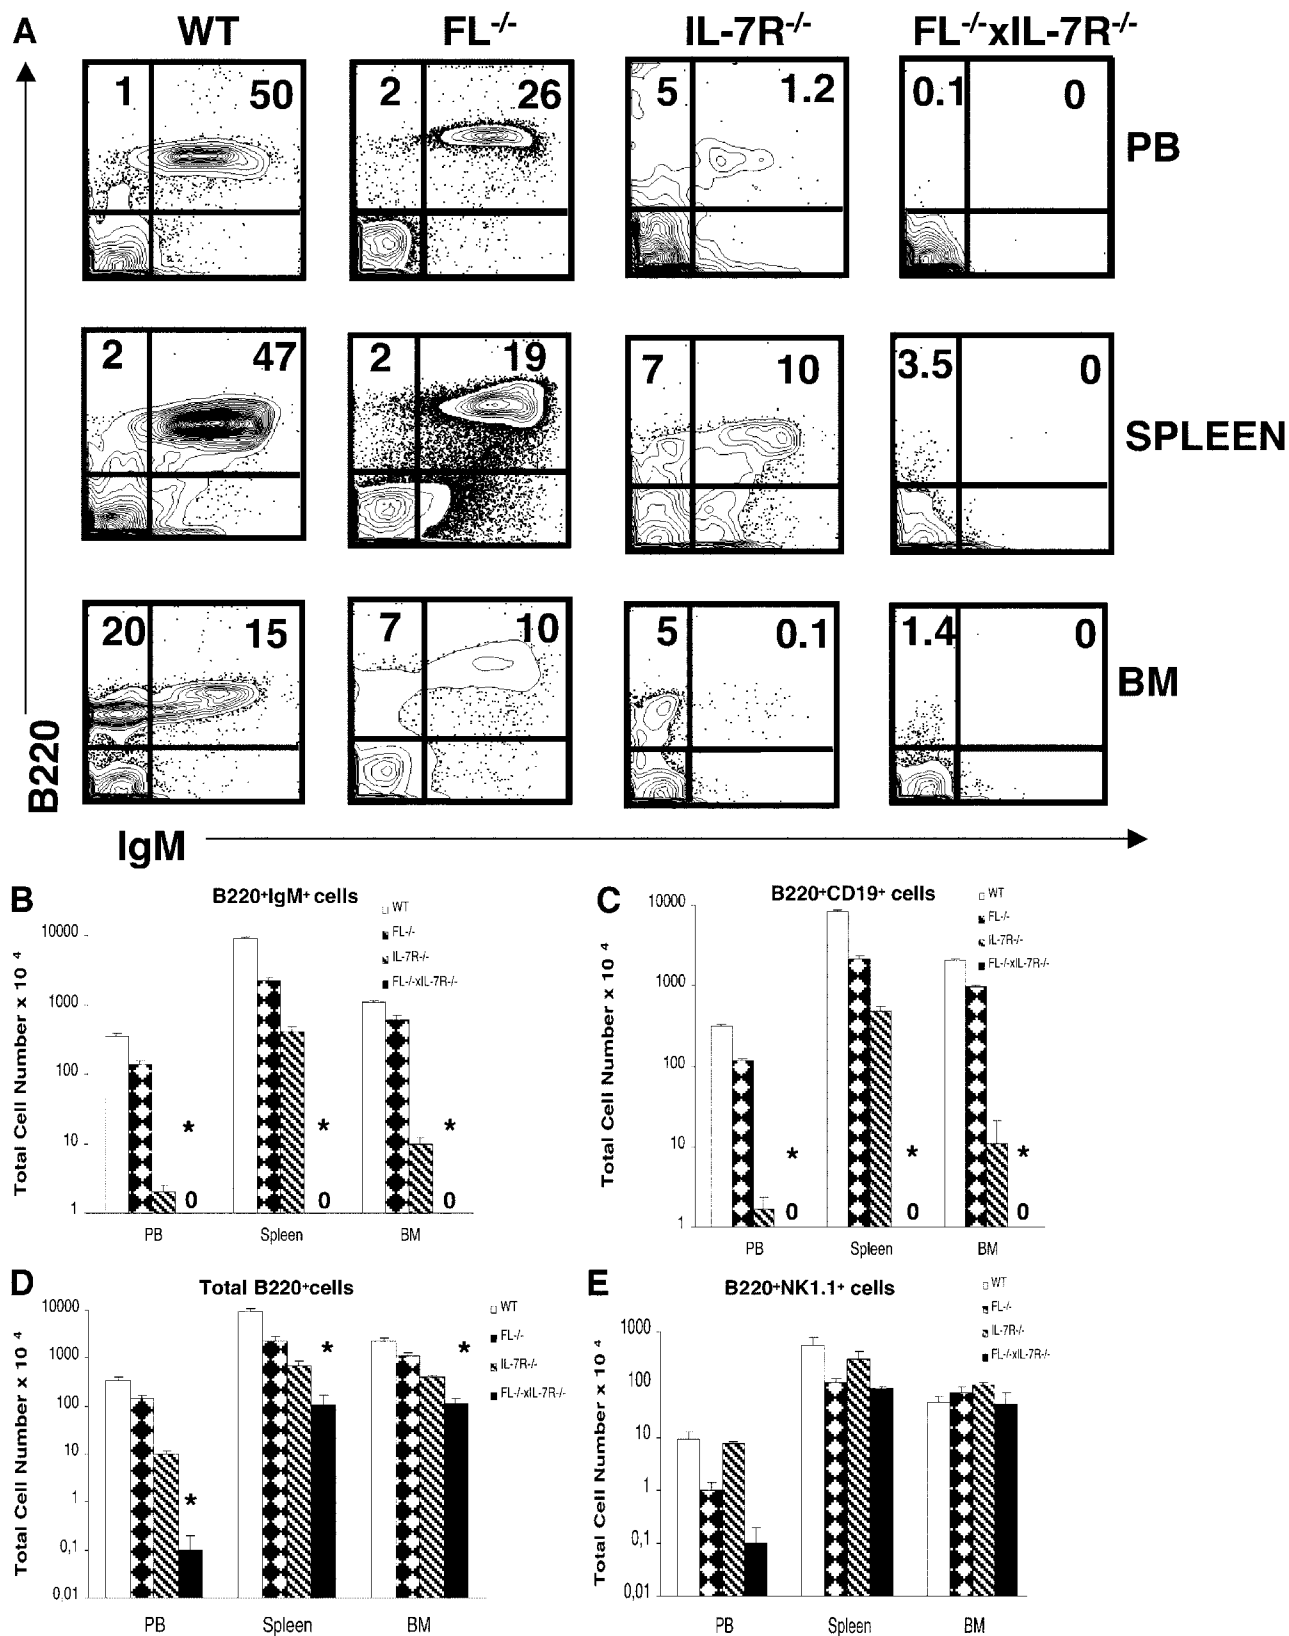 A
WT
FL-/-
IL-7R-/-
FL-/-xIL-7R-/-
1
50
2
26
5
1.2
0.1
0
PB
2
47
2
19
7
10
3.5
0
SPLEEN
20
15
7
10
5
0.1
1.4
0
BM
B220
IgM
B
B220+IgM+ cells
WT
FL-/-
IL-7R-/-
FL-/-xIL-7R-/-
Total Cell Number x 10 4
10000
1000
100
10
1
*
0
*
0
*
0
PB
Spleen
BM
C
B220+CD19+ cells
WT
FL-/-
IL-7R-/-
FL-/-xIL-7R-/-
Total Cell Number x 10 4
10000
1000
100
10
1
*
0
*
0
*
0
PB
Spleen
BM
D
Total B220+cells
WT
FL-/-
IL-7R-/-
FL-/-xIL-7R-/-
Total Cell Number x 10 4
10000
1000
100
10
1
0,1
0,01
*
*
*
PB
Spleen
BM
E
B220+NK1.1+ cells
WT
FL-/-
IL-7R-/-
FL-/-xIL-7R-/-
Total Cell Number x 10 4
1000
100
10
1
0,1
0,01
PB
Spleen
BM